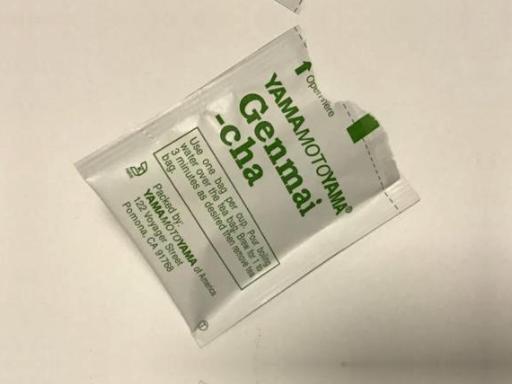 Open Here
YAMAMOTOYAMA®
Genmai
-cha
Use one bag per cup. Pour boiling
water over the tea bag. Brew for 1 to
3 minutes as desired then remove tea
bag.
Packed by:
YAMAMOTOYAMA of America
122 Voyager Street
Pomona, CA 91768